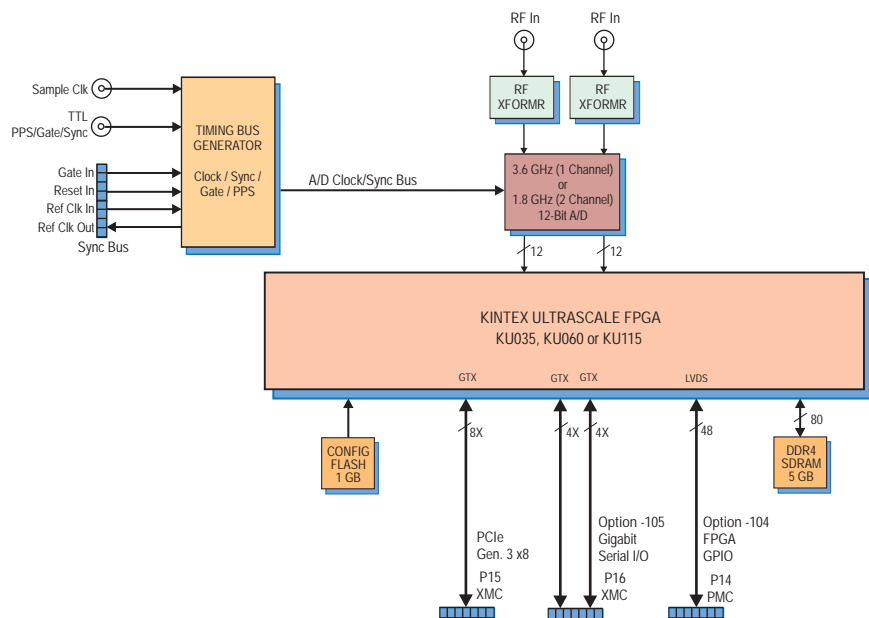 RF In
RF In
Sample Clk
TTL
PPS/Gate/Sync
Gate In
Reset In
Ref Clk In
Ref Clk Out
Sync Bus
TIMING BUS
GENERATOR
Clock / Sync /
Gate / PPS
A/D Clock/Sync Bus
RF
XFORMR
RF
XFORMR
3.6 GHz (1 Channel)
or
1.8 GHz (2 Channel)
12-Bit A/D
12
12
KINTEX ULTRASCALE FPGA
KU035, KU060 or KU115
GTX
GTX
GTX
LVDS
8X
4X
4X
48
80
CONFIG
FLASH
1 GB
DDR4
SDRAM
5 GB
PCIe
Gen. 3 x8
P15
XMC
Option -105
Gigabit
Serial I/O
P16
XMC
Option -104
FPGA
GPIO
P14
PMC